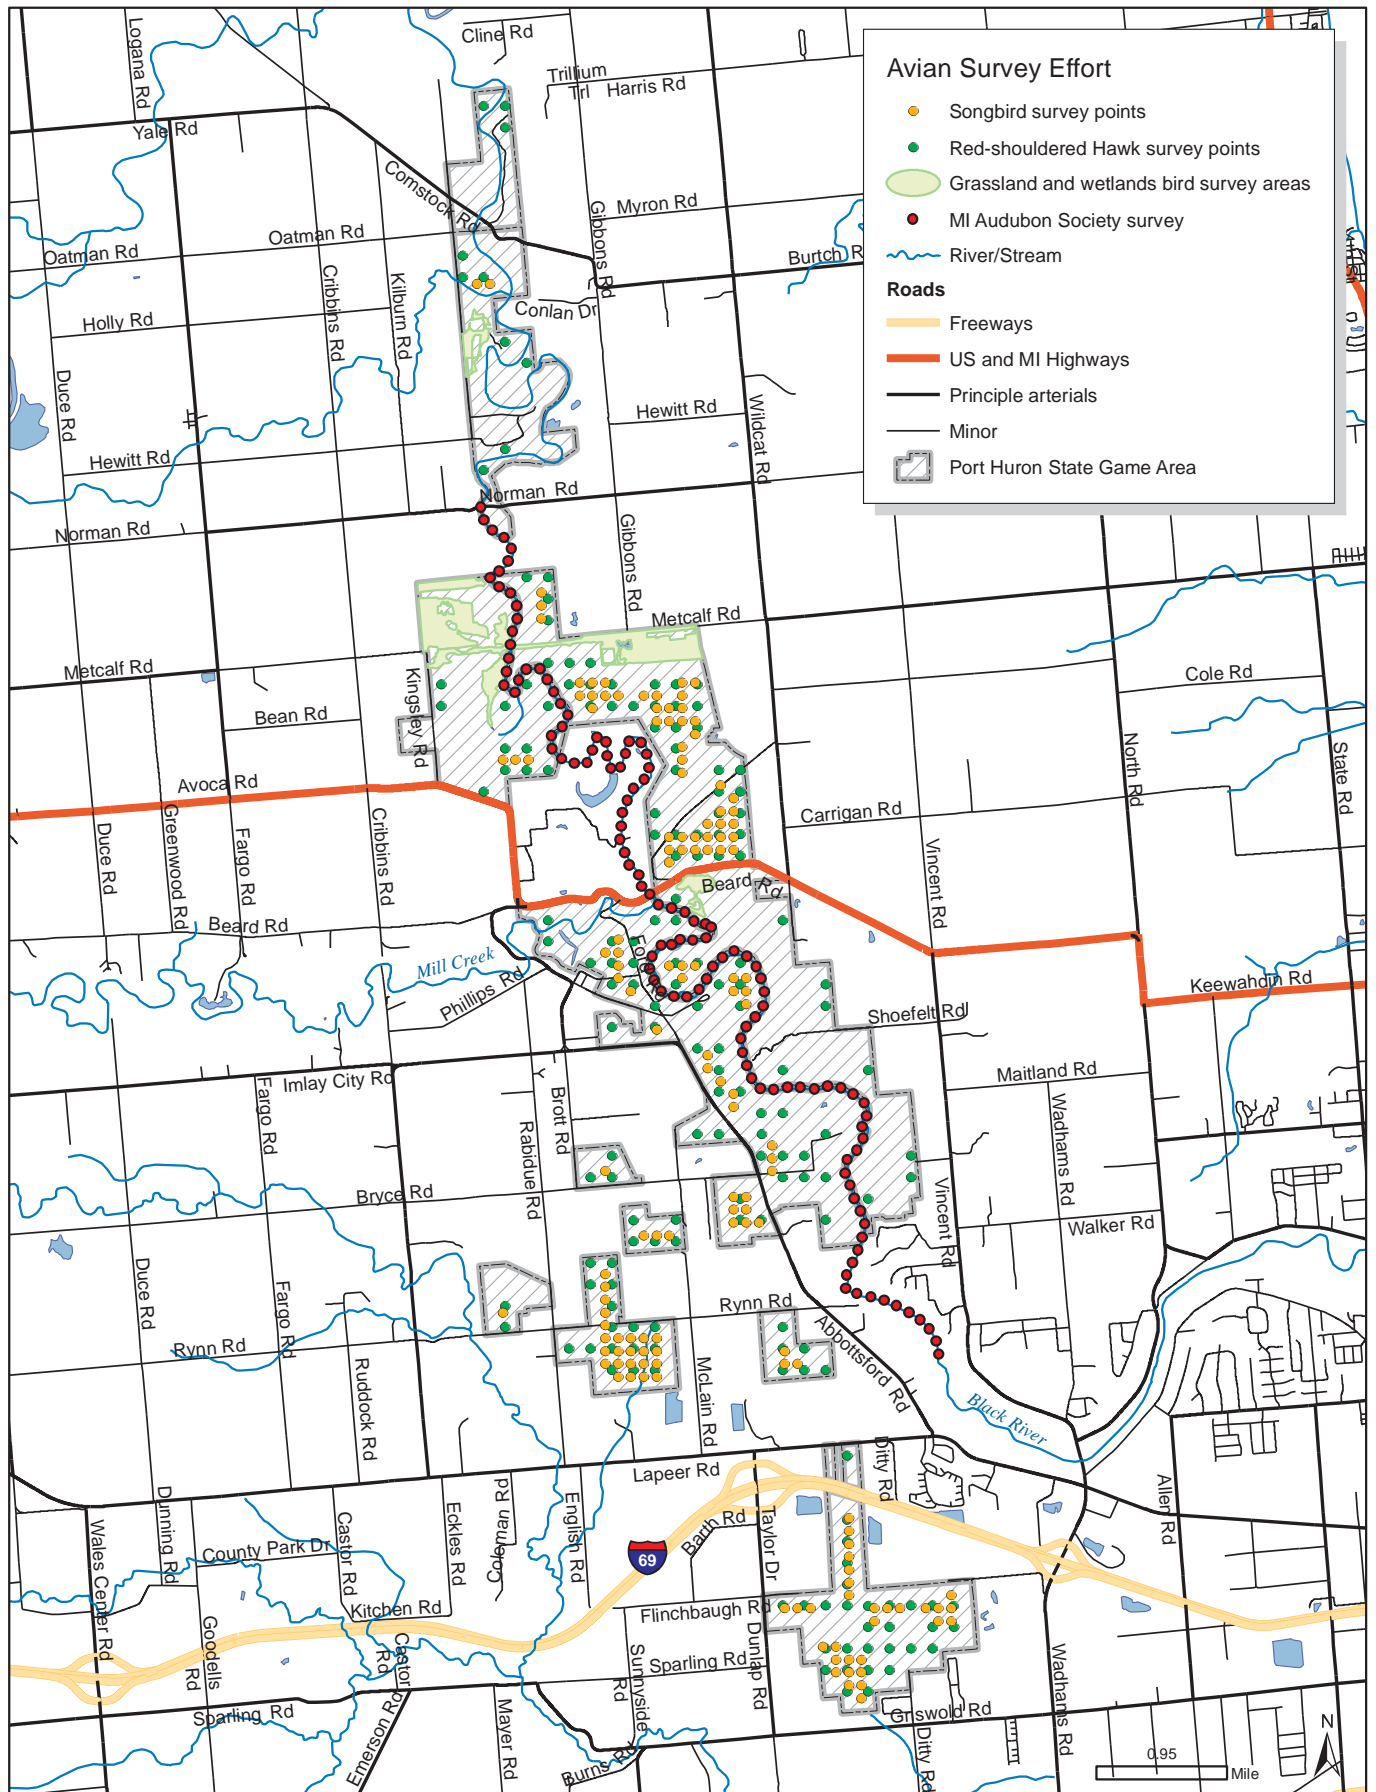 Avian Survey Effort
Songbird survey points
Red-shouldered Hawk survey points
Grassland and wetlands bird survey areas
MI Audubon Society survey
River/Stream
Roads
Freeways
US and MI Highways
Principle arterials
Minor
Port Huron State Game Area
Logana Rd
Cline Rd
Trillium
Trl
Harris Rd
Yale Rd
Comstock Rd
Gibbons Rd
Myron Rd
Oatman Rd
Oatman Rd
Burtch R
Cribbins Rd
Kilburn Rd
Conlan Dr
Holly Rd
Duce Rd
Hewitt Rd
Wildcat Rd
Hewitt Rd
Norman Rd
Norman Rd
Gibbons Rd
Metcalf Rd
Metcalf Rd
Kingsley Rd
Cole Rd
Bean Rd
North Rd
State Rd
Avoca Rd
Carrigan Rd
Duce Rd
Greenwood Rd
Fargo Rd
Cribbins Rd
Vincent Rd
Beard Rd
Beard Rd
Mill Creek
Ford Rd
Phillips Rd
Keewahdin Rd
Shoefelt Rd
Imlay City Rd
Maitland Rd
Fargo Rd
Brott Rd
Rabidue Rd
Wadhams Rd
Bryce Rd
Vincent Rd
Walker Rd
Duce Rd
Fargo Rd
Rynn Rd
Rynn Rd
Abbottsford Rd
Ruddock Rd
McLain Rd
Black River
Lapeer Rd
Ditty Rd
Allen Rd
Dunning Rd
Wales Center Rd
County Park Dr
Castor Rd
Eckles Rd
Coleman Rd
English Rd
69
Barth Rd
Taylor Dr
Kitchen Rd
Flinchbaugh Rd
Goodells
Rd
Castor
Rd
Sunnyside
Rd
Sparling Rd
Dunlap Rd
Wadhams Rd
Sparling Rd
Emerson Rd
Mayer Rd
Burns Rd
Griswold Rd
Ditty Rd
N
0.95
Mile